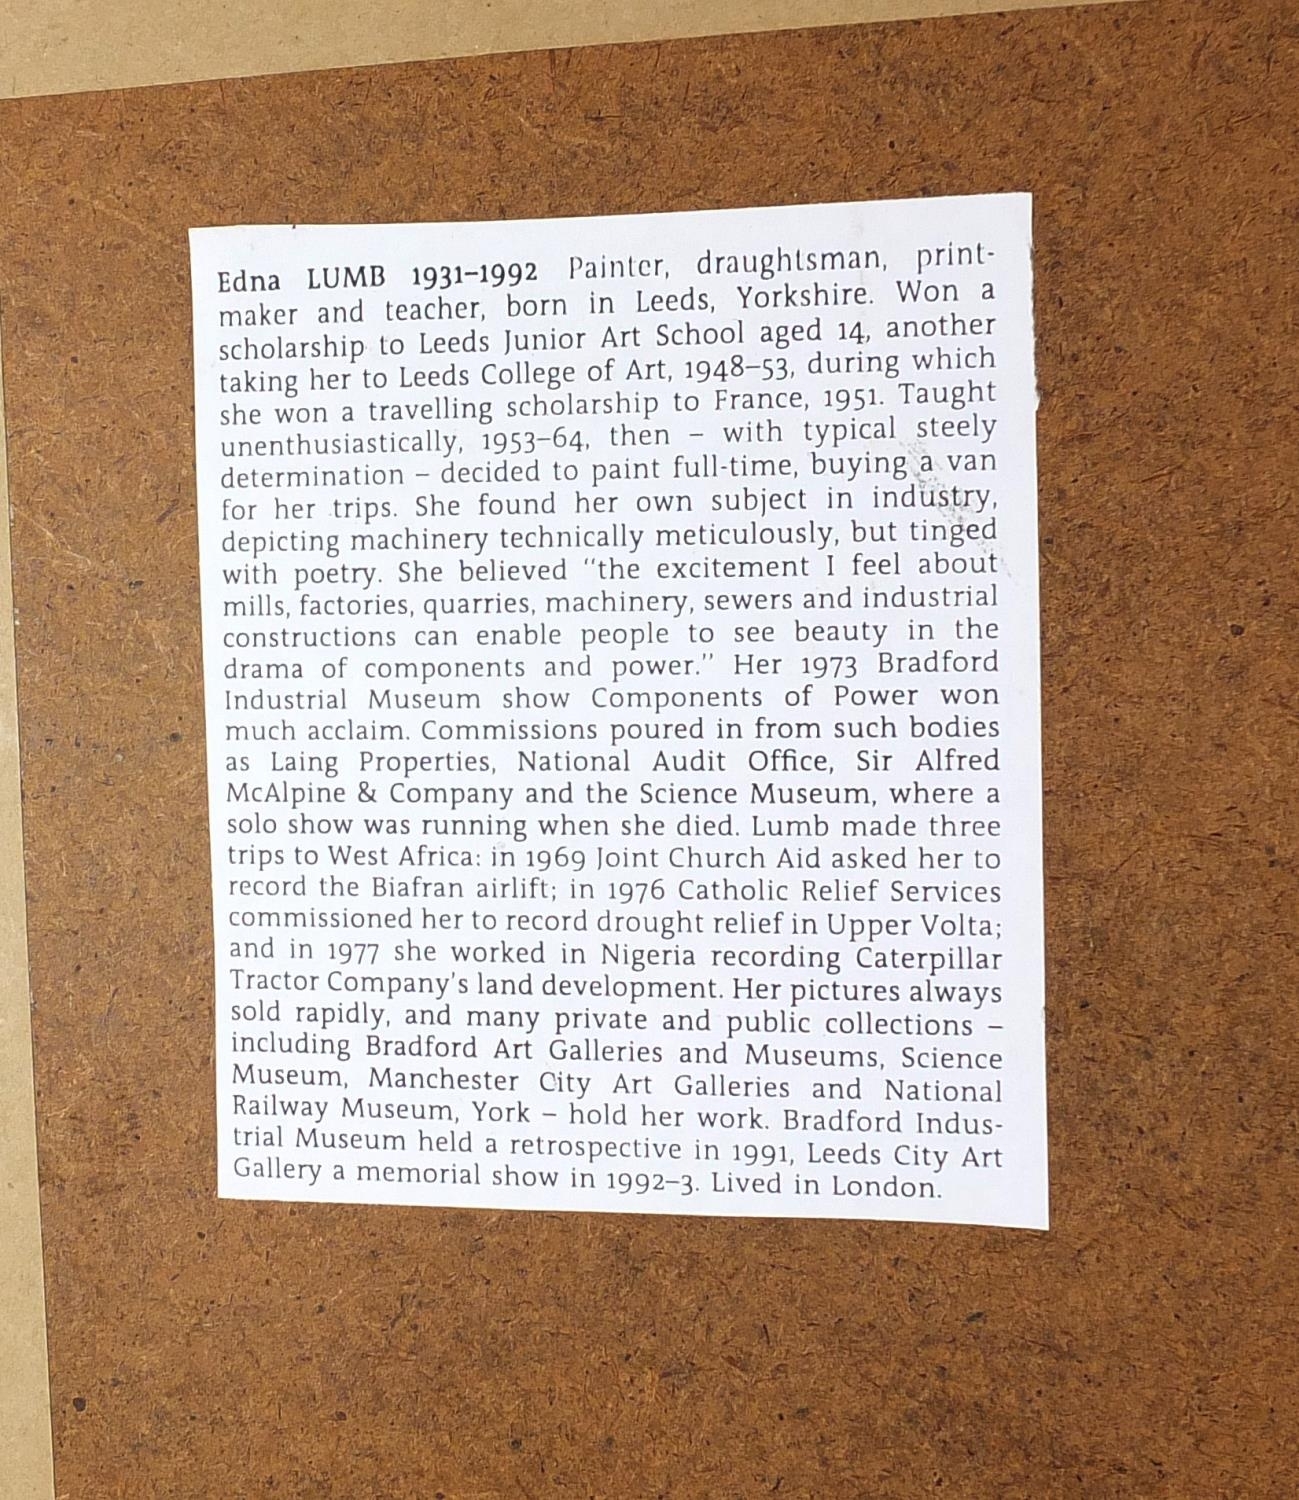 Edna LUMB 1931–1992 Painter, draughtsman, print-
maker and teacher, born in Leeds, Yorkshire. Won a
scholarship to Leeds Junior Art School aged 14, another
taking her to Leeds College of Art, 1948–53, during which
she won a travelling scholarship to France, 1951. Taught
unenthusiastically, 1953–64, then – with typical steely
determination – decided to paint full-time, buying a van
for her trips. She found her own subject in industry,
depicting machinery technically meticulously, but tinged
with poetry. She believed “the excitement I feel about
mills, factories, quarries, machinery, sewers and industrial
constructions can enable people to see beauty in the
drama of components and power.” Her 1973 Bradford
Industrial Museum show Components of Power won
much acclaim. Commissions poured in from such bodies
as Laing Properties, National Audit Office, Sir Alfred
McAlpine & Company and the Science Museum, where a
solo show was running when she died. Lumb made three
trips to West Africa: in 1969 Joint Church Aid asked her to
record the Biafran airlift; in 1976 Catholic Relief Services
commissioned her to record drought relief in Upper Volta;
and in 1977 she worked in Nigeria recording Caterpillar
Tractor Company’s land development. Her pictures always
sold rapidly, and many private and public collections –
including Bradford Art Galleries and Museums, Science
Museum, Manchester City Art Galleries and National
Railway Museum, York – hold her work. Bradford Indus-
trial Museum held a retrospective in 1991, Leeds City Art
Gallery a memorial show in 1992–3. Lived in London.